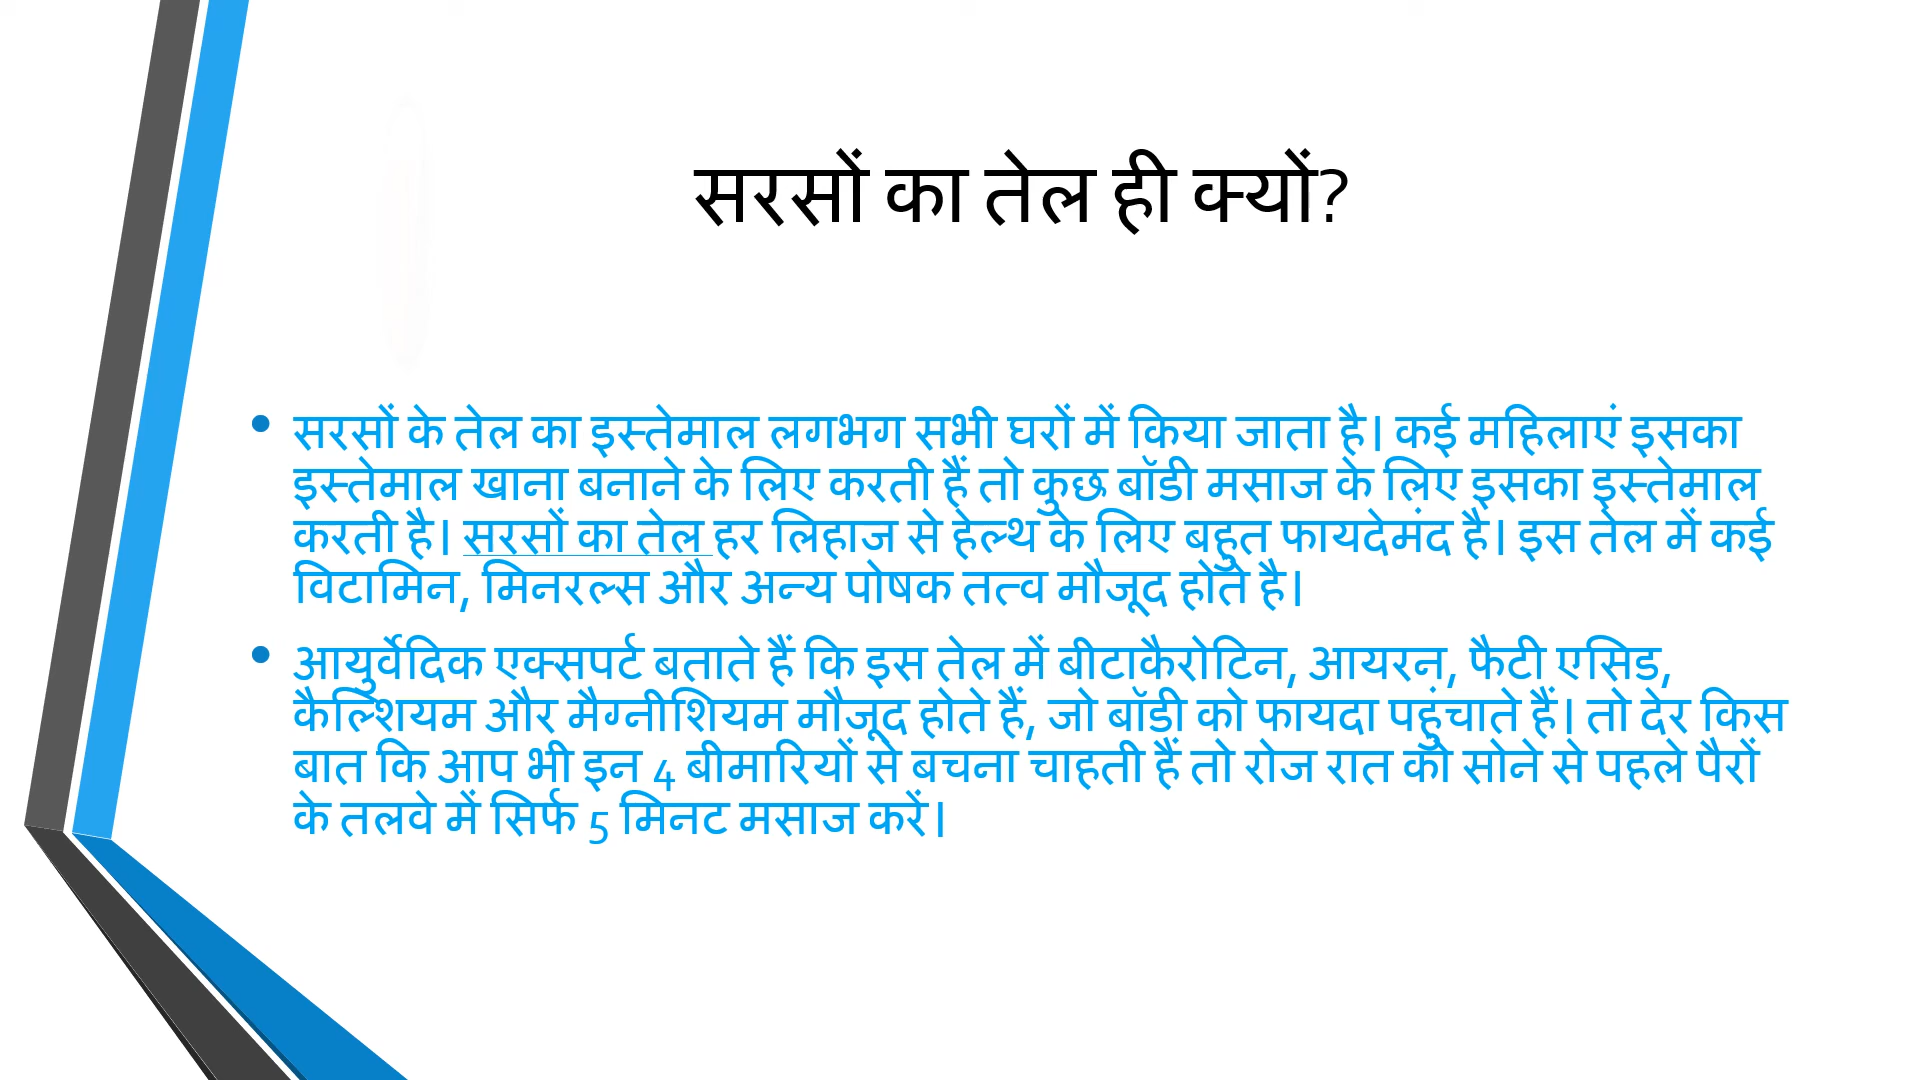 सरसों का तेल ही क्यों?
• सरसों के तेल का इस्तेमाल लगभग सभी घरों में किया जाता है। कई महिलाएं इसका
इस्तेमाल खाना बनाने के लिए करती हैं तो कुछ बॉडी मसाज के लिए इसका इस्तेमाल
करती है। सरसों का तेल हर लिहाज से हेल्थ के लिए बहुत फायदेमंद है। इस तेल में कई
विटामिन, मिनरल्स और अन्य पोषक तत्व मौजूद होते है।
• आयुर्वेदिक एक्सपर्ट बताते हैं कि इस तेल में बीटाकैरोटिन, आयरन, फैटी एसिड,
कैल्शियम और मैग्नीशियम मौजूद होते हैं, जो बॉडी को फायदा पहुंचाते हैं। तो देर किस
बात कि आप भी इन 4 बीमारियों से बचना चाहती हैं तो रोज रात को सोने से पहले पैरों
के तलवे में सिर्फ 5 मिनट मसाज करें।